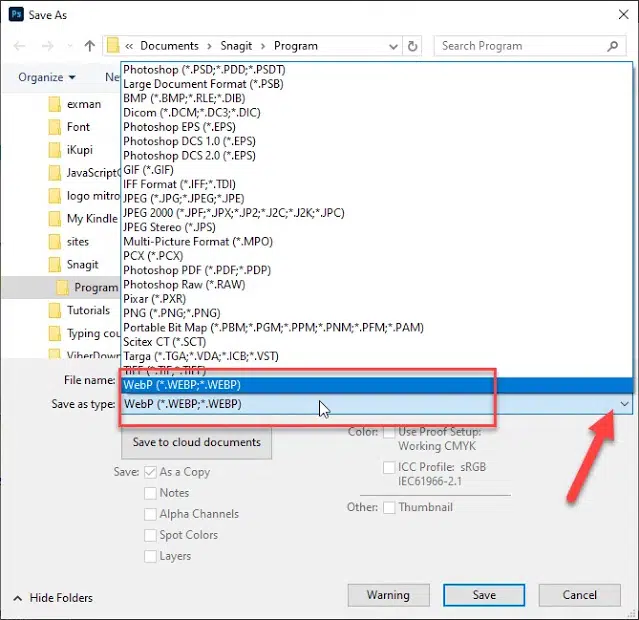 Ps Save As
« Documents > Snagit > Program
Search Program
Organize
Ne
exman
Font
iKupi
JavaScriptC
logo mitro
My Kindle
sites
Snagit
Program
Tutorials
Typing cou
ViberDown
Photoshop (*.PSD;*.PDD;*.PSDT)
Large Document Format (*.PSB)
BMP (*.BMP;*.RLE;*.DIB)
Dicom (*.DCM;*.DC3;*.DIC)
Photoshop EPS (*.EPS)
Photoshop DCS 1.0 (*.EPS)
Photoshop DCS 2.0 (*.EPS)
GIF (*.GIF)
IFF Format (*.IFF;*.TDI)
JPEG (*.JPG;*.JPEG;*.JPE)
JPEG 2000 (*.JPF;*.JPX;*.JP2;*.J2C;*.J2K;*.JPC)
JPEG Stereo (*.JPS)
Multi-Picture Format (*.MPO)
PCX (*.PCX)
Photoshop PDF (*.PDF;*.PDP)
Photoshop Raw (*.RAW)
Pixar (*.PXR)
PNG (*.PNG;*.PNG)
Portable Bit Map (*.PBM;*.PGM;*.PPM;*.PNM;*.PFM;*.PAM)
Scitex CT (*.SCT)
Targa (*.TGA;*.VDA;*.ICB;*.VST)
TIFF (*.TIF;*.TIFF)
WebP (*.WEBP;*.WEBP)
File name:
Save as type: WebP (*.WEBP;*.WEBP)
Save to cloud documents
Save: As a Copy
Notes
Alpha Channels
Spot Colors
Layers
Color: Use Proof Setup:
Working CMYK
ICC Profile: sRGB
IEC61966-2.1
Other: Thumbnail
Hide Folders
Warning
Save
Cancel